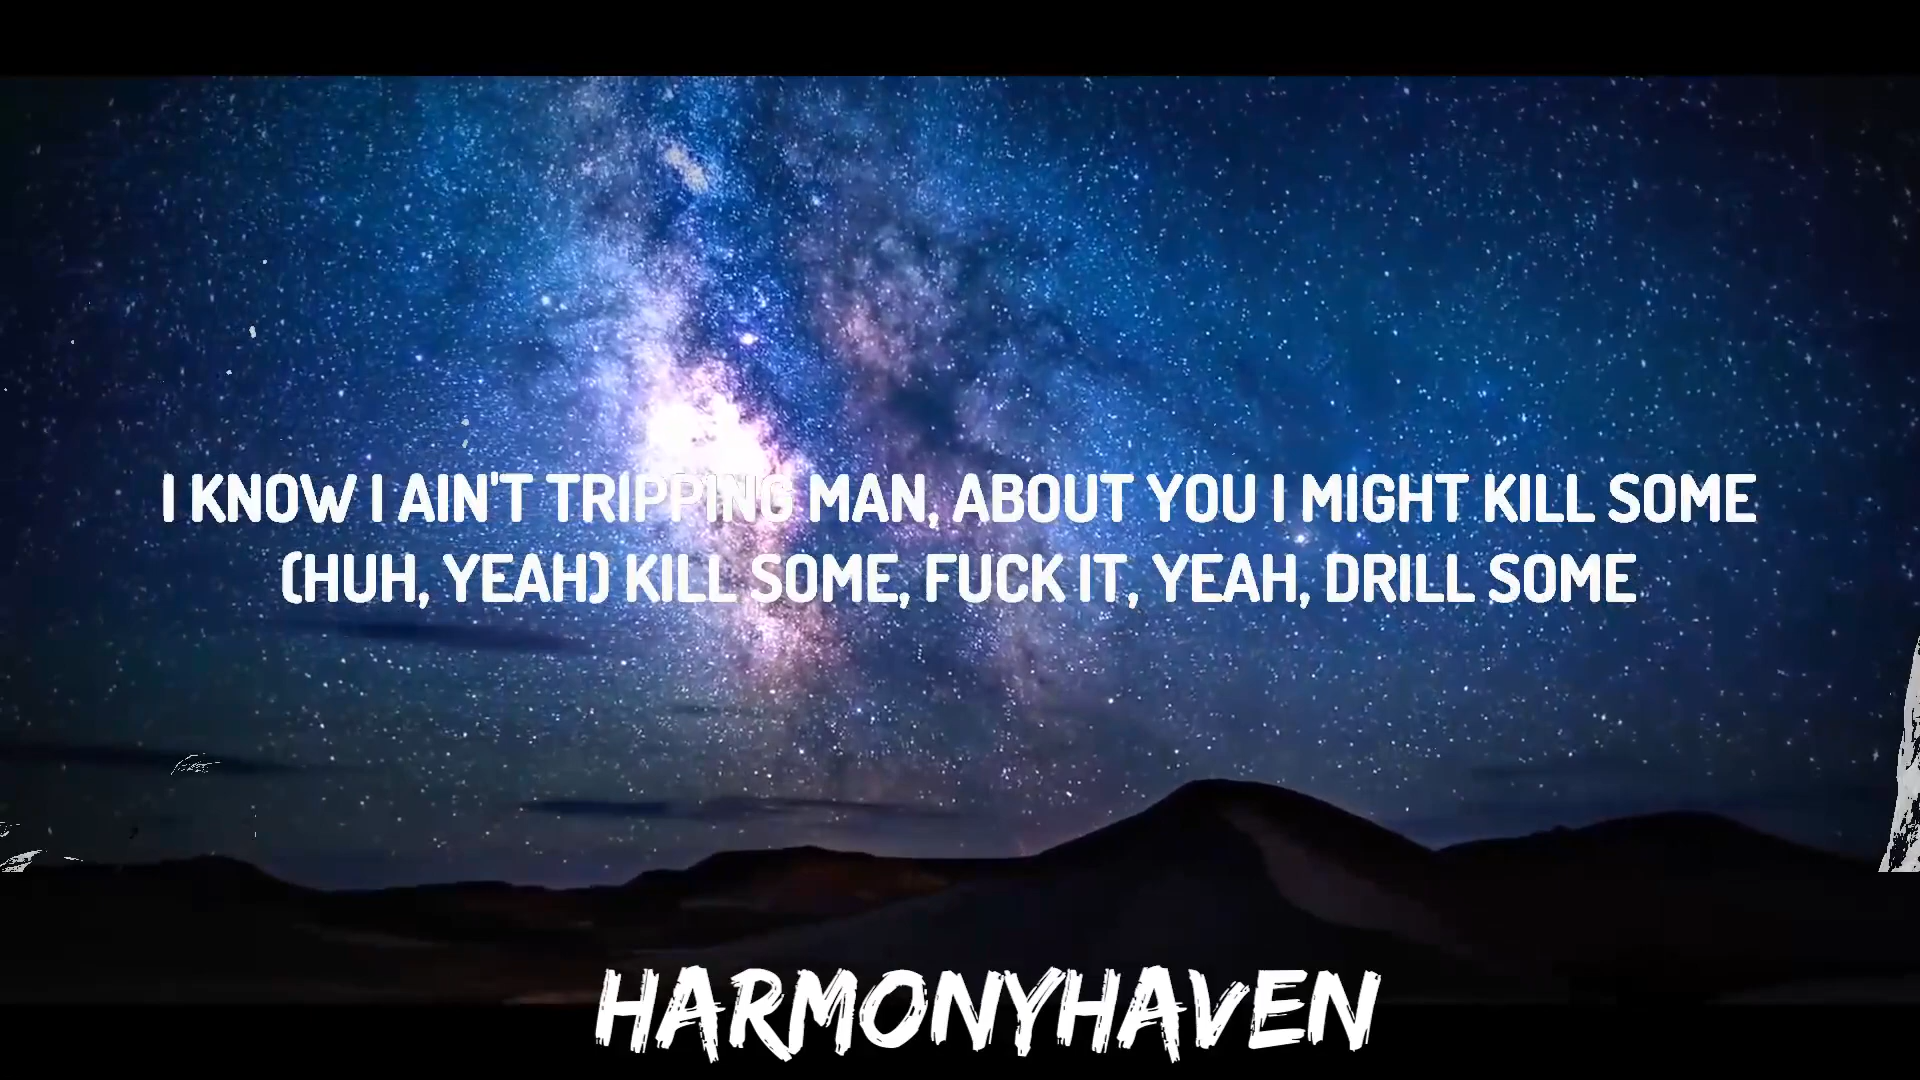 I KNOW I AIN'T TRIPPING MAN, ABOUT YOU I MIGHT KILL SOME
(HUH, YEAH) KILL SOME, FUCK IT, YEAH, DRILL SOME
HARMONYHAVEN